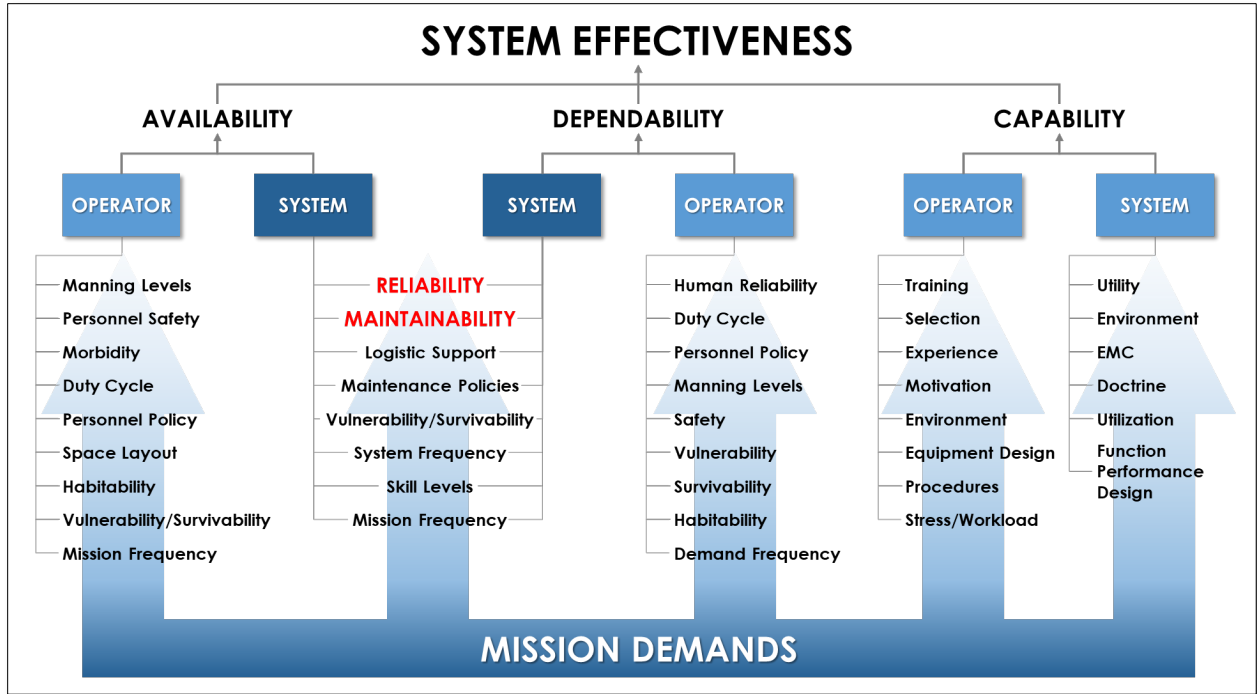 SYSTEM EFFECTIVENESS
AVAILABILITY
DEPENDABILITY
CAPABILITY
OPERATOR
SYSTEM
SYSTEM
OPERATOR
OPERATOR
SYSTEM
Manning Levels
Personnel Safety
Morbidity
Duty Cycle
Personnel Policy
Space Layout
Habitability
Vulnerability/Survivability
Mission Frequency
RELIABILITY
MAINTAINABILITY
Logistic Support
Maintenance Policies
Vulnerability/Survivability
System Frequency
Skill Levels
Mission Frequency
Human Reliability
Duty Cycle
Personnel Policy
Manning Levels
Safety
Vulnerability
Survivability
Habitability
Demand Frequency
Training
Selection
Experience
Motivation
Environment
Equipment Design
Procedures
Stress/Workload
Utility
Environment
EMC
Doctrine
Utilization
Function
Performance
Design
MISSION DEMANDS